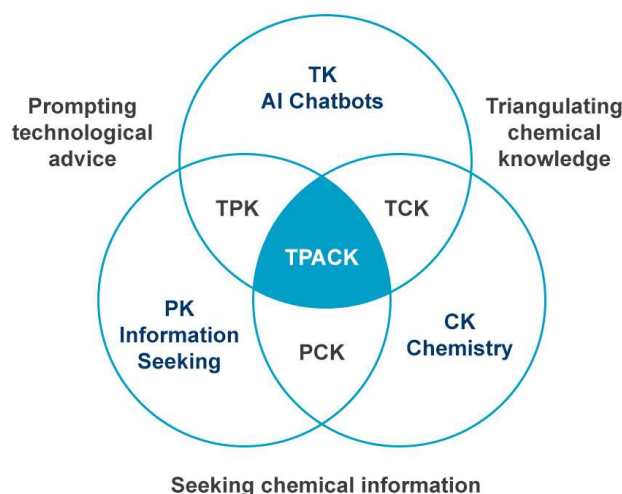 TK
AI Chatbots
Prompting
technological
advice
Triangulating
chemical
knowledge
TPK
TCK
TPACK
PK
Information
Seeking
CK
Chemistry
PCK
Seeking chemical information